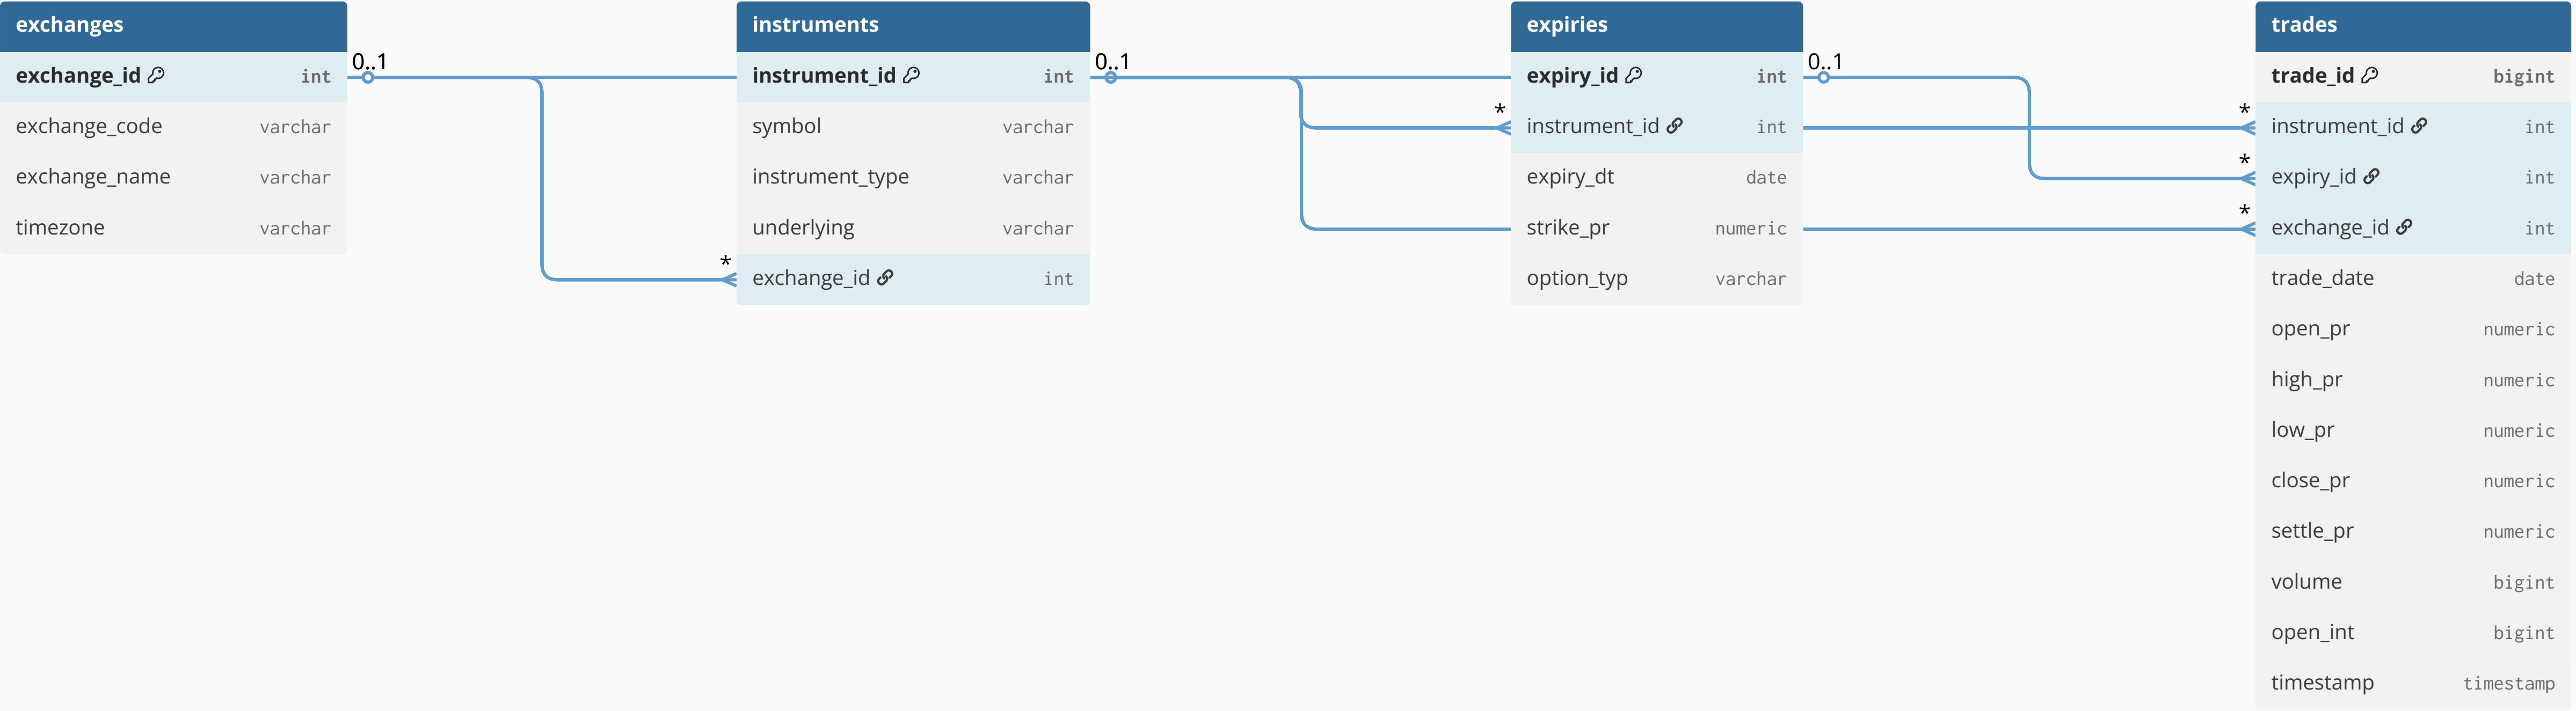 exchanges
exchange_id int
exchange_code varchar
exchange_name varchar
timezone varchar
0..1
*
instruments
instrument_id int
symbol varchar
instrument_type varchar
underlying varchar
exchange_id int
0..1
*
expiries
expiry_id int
instrument_id int
expiry_dt date
strike_pr numeric
option_typ varchar
0..1
*
*
*
trades
trade_id bigint
instrument_id int
expiry_id int
exchange_id int
trade_date date
open_pr numeric
high_pr numeric
low_pr numeric
close_pr numeric
settle_pr numeric
volume bigint
open_int bigint
timestamp timestamp